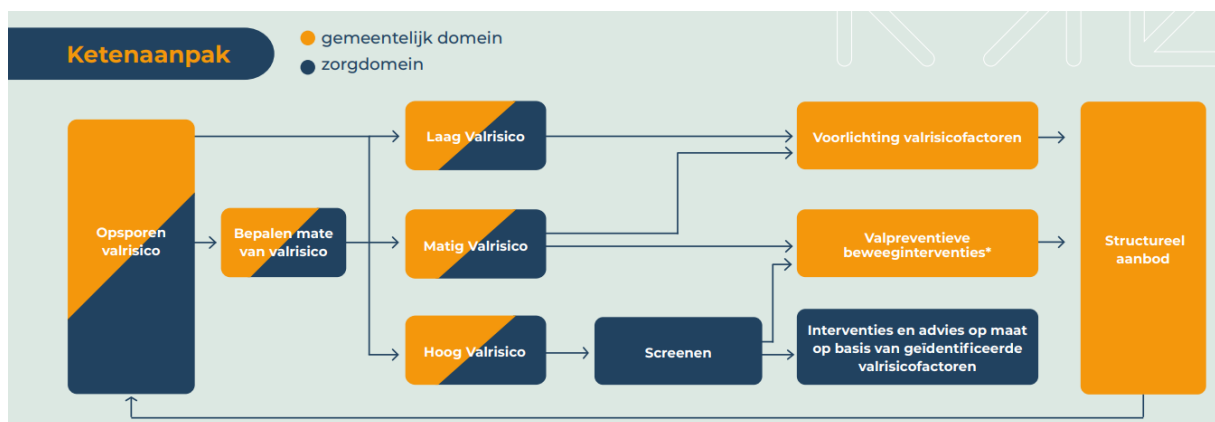 Ketenaanpak
gemeentelijk domein
zorgdomein
Opsporen
valrisico
Bepalen mate
van valrisico
Laag Valrisico
Matig Valrisico
Hoog Valrisico
Screenen
Voorlichting valrisicofactoren
Valpreventieve
beweeginterventies*
Interventies en advies op maat
op basis van geïdentificeerde
valrisicofactoren
Structureel
aanbod